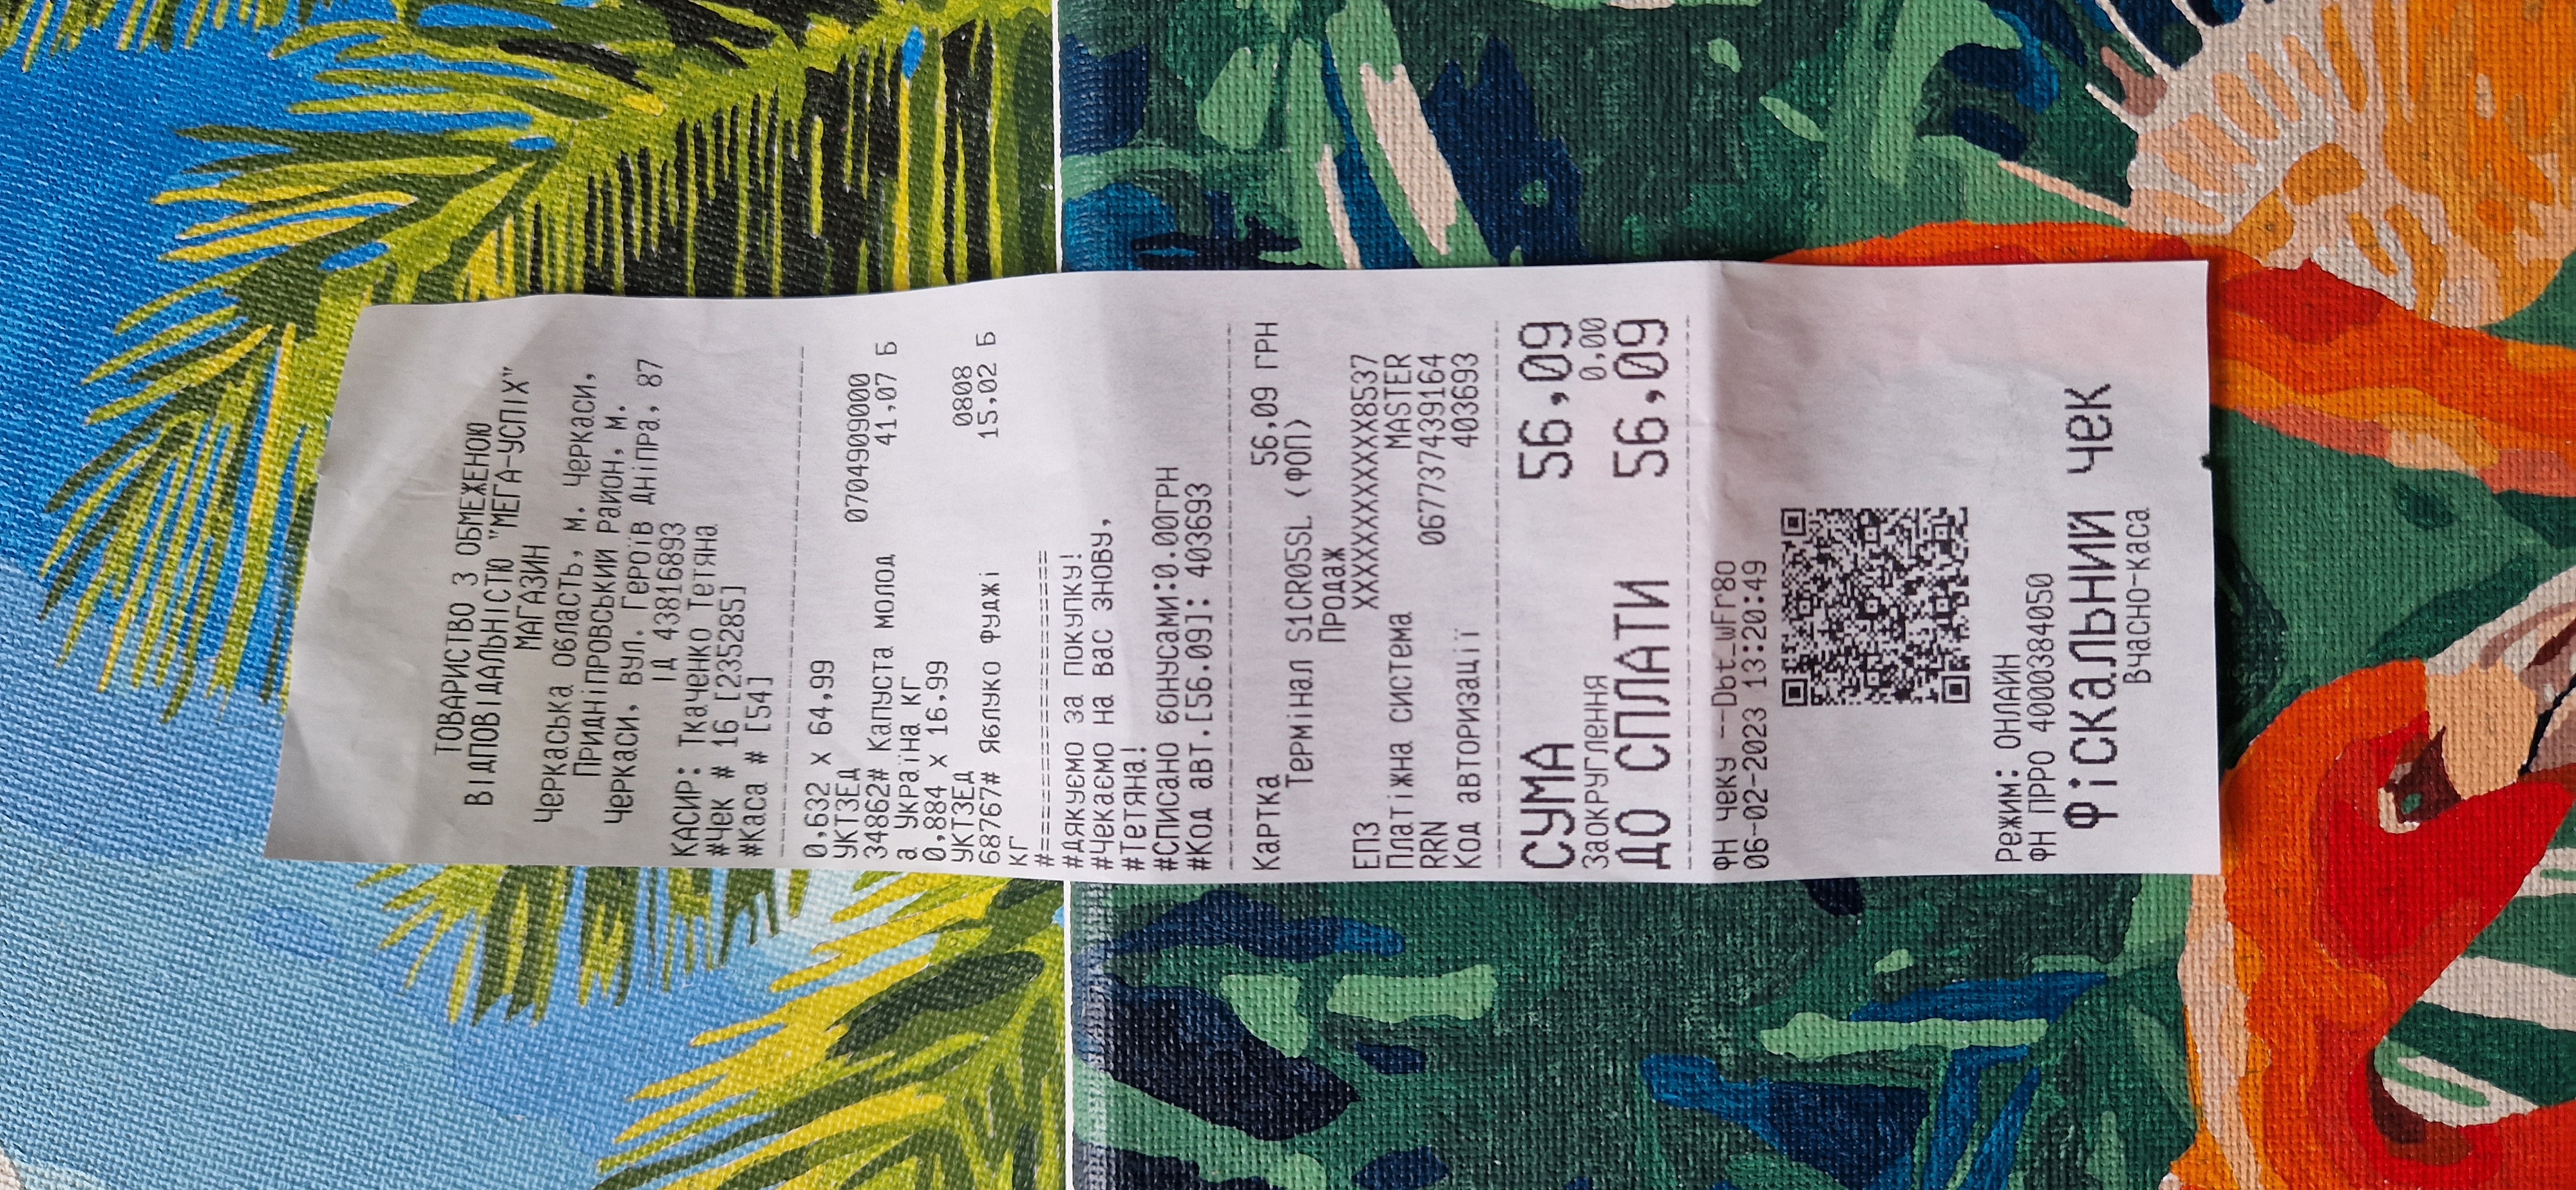 ТОВАРИСТВО З ОБМЕЖЕНОЮ
ВІДПОВІДАЛЬНІСТЮ "МЕГА-УСПІХ"
МАГАЗИН
Черкаська область, м. Черкаси,
Придніпровський район, м.
Черкаси, вул. Героїв Дніпра, 87
ІД 43816893
КАСИР: Ткаченко Тетяна
#Чек # 16 [235285]
#Каса # [54]
0,632 x 64,99
УКТЗЕД 0704909000
348862# Капуста молод 41,07 Б
а Україна кг
0,884 x 16,99
УКТЗЕД 0808
68767# Яблуко Фуджі 15,02 Б
кг
#==========================
#Дякуємо за покупку!
#Чекаємо на Вас знову,
#Тетяна!
#Списано бонусами:0.00ГРН
#Код авт.[56.09]: 403693
Картка 56,09 ГРН
Термінал S1CR05SL (ФОП)
Продаж
ЕПЗ XXXXXXXXXXXX8537
Платіжна система MASTER
RRN 067737439164
Код авторизації 403693
СУМА 56,09
Заокруглення 0,00
ДО СПЛАТИ 56,09
ФН чеку --Dbt_wFr8o
06-02-2023 13:20:49
Режим: ОНЛАЙН
ФН ПРРО 4000384050
Фіскальний чек
Вчасно-каса